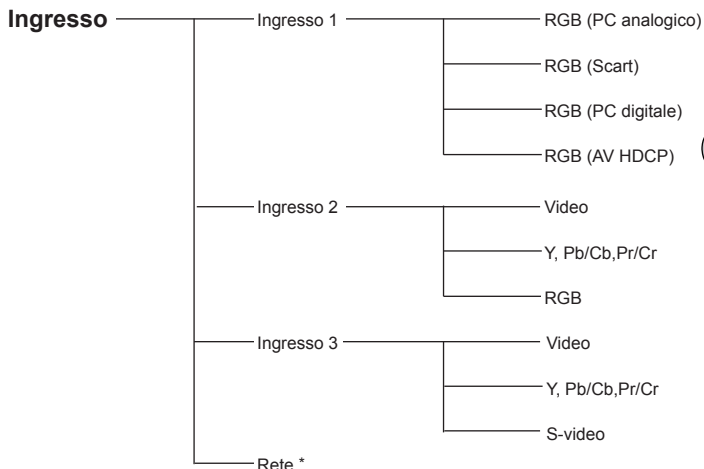 Ingresso
Ingresso 1
RGB (PC analogico)
RGB (Scart)
RGB (PC digitale)
RGB (AV HDCP)
Ingresso 2
Video
Y, Pb/Cb,Pr/Cr
RGB
Ingresso 3
Video
Y, Pb/Cb,Pr/Cr
S-video
Rete *